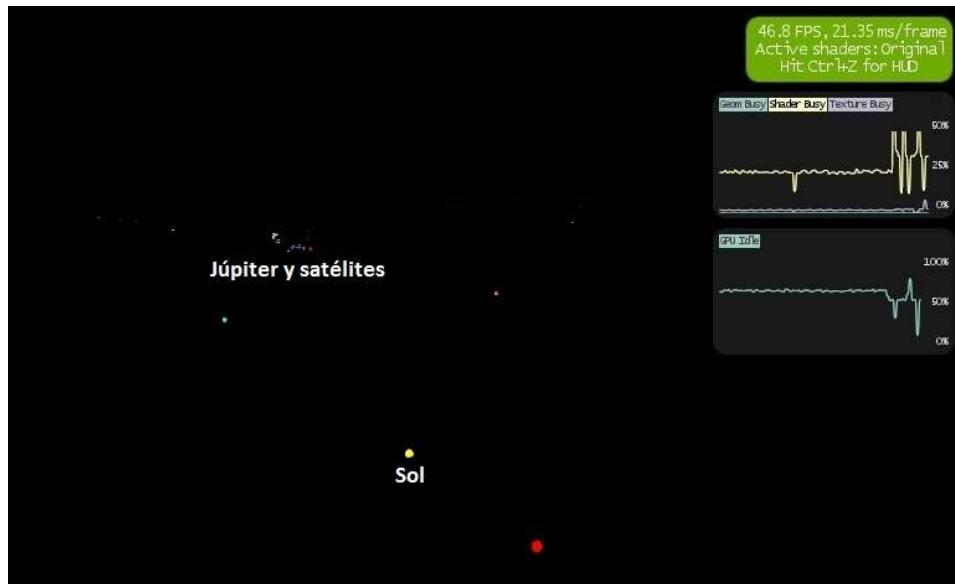 46.8 FPS, 21.35 ms/frame
Active shaders: Original
Hit Ctrl+Z for HUD
Geom Busy Shader Busy Texture Busy
50%
25%
0%
GPU Idle
100%
50%
0%
Júpiter y satélites
Sol